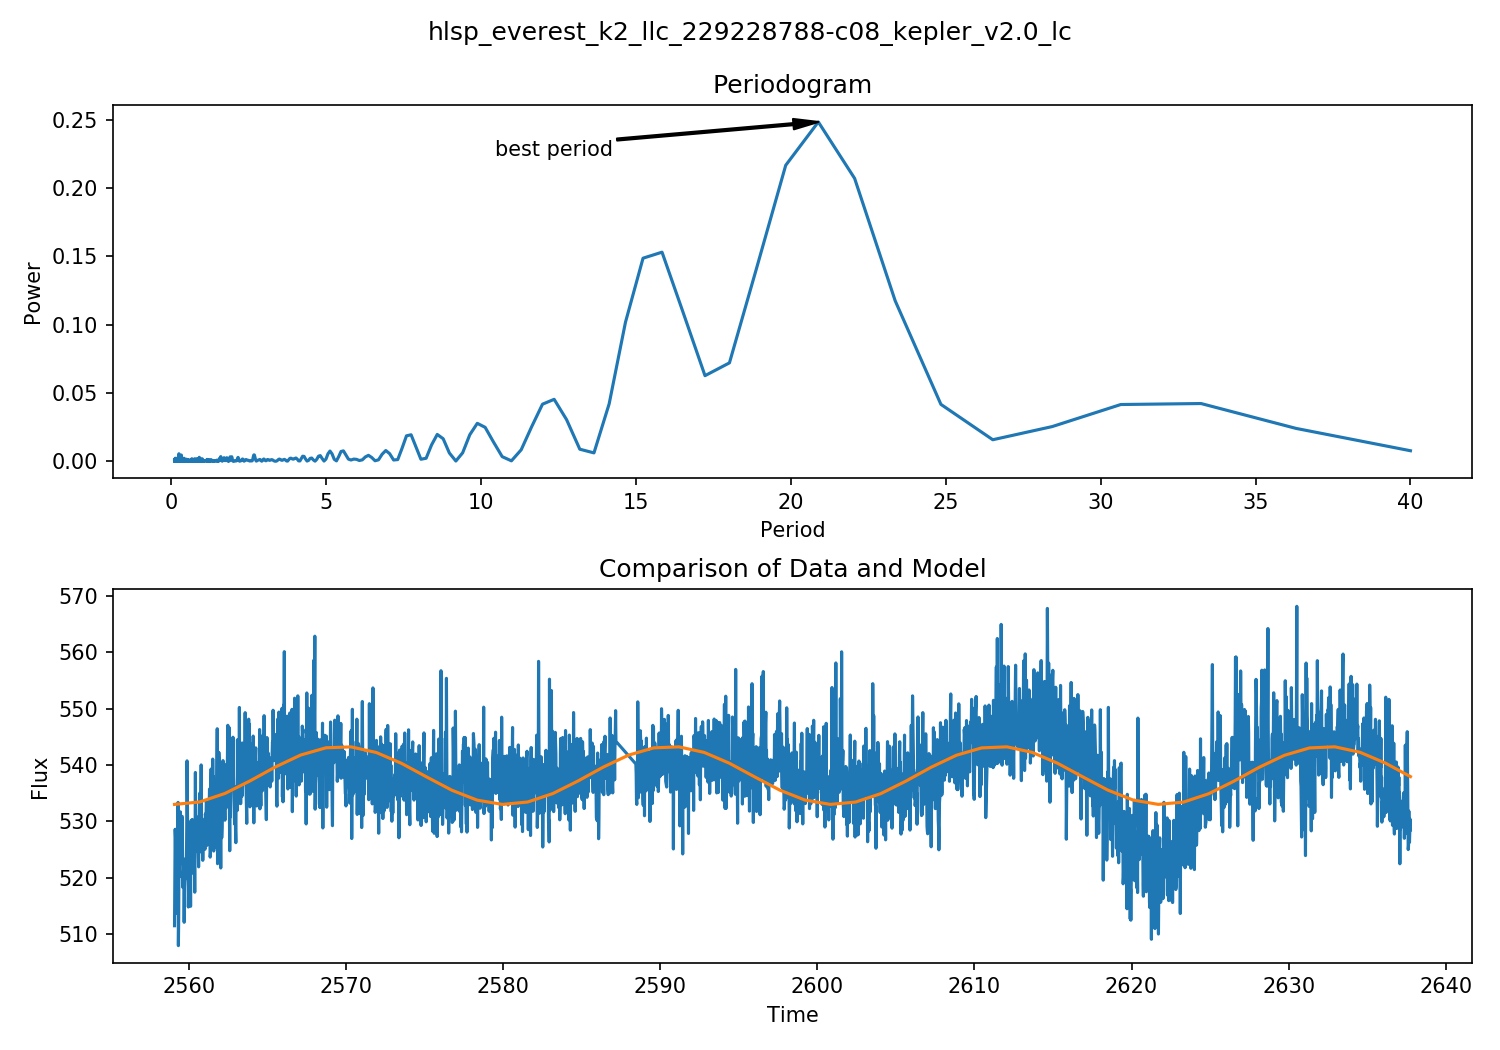 hlsp_everest_k2_llc_229228788-c08_kepler_v2.0_lc
Periodogram
0.25
0.20
0.15
0.10
0.05
0.00
Power
best period
0 5 10 15 20 25 30 35 40
Period
Comparison of Data and Model
570
560
550
540
530
520
510
Flux
2560 2570 2580 2590 2600 2610 2620 2630 2640
Time